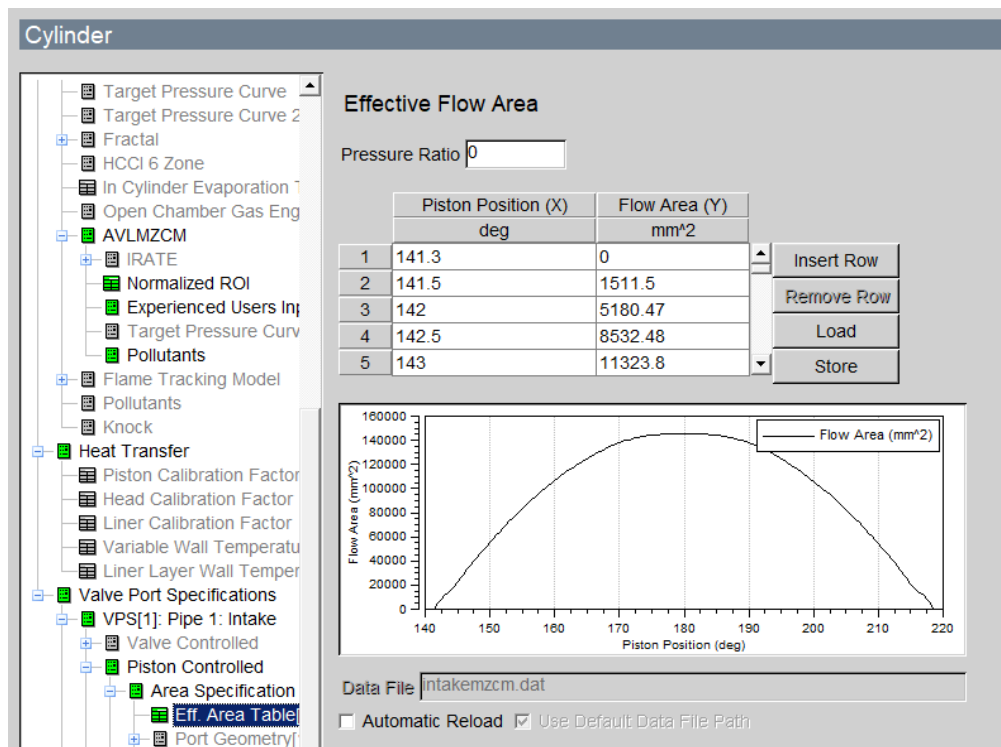 Cylinder
Target Pressure Curve
Target Pressure Curve 2
Fractal
HCCI 6 Zone
In Cylinder Evaporation T
Open Chamber Gas Eng
AVLMZCM
IRATE
Normalized ROI
Experienced Users Inp
Target Pressure Curv
Pollutants
Flame Tracking Model
Pollutants
Knock
Heat Transfer
Piston Calibration Factor
Head Calibration Factor
Liner Calibration Factor
Variable Wall Temperatu
Liner Layer Wall Temper
Valve Port Specifications
VPS[1]: Pipe 1: Intake
Valve Controlled
Piston Controlled
Area Specification
Eff. Area Table[
Port Geometry[
Effective Flow Area
Pressure Ratio 0
Piston Position (X) Flow Area (Y)
deg mm^2
1 141.3 0
2 141.5 1511.5
3 142 5180.47
4 142.5 8532.48
5 143 11323.8
Insert Row
Remove Row
Load
Store
160000
140000
120000
100000
80000
60000
40000
20000
0
Flow Area (mm^2)
Flow Area (mm^2)
140 150 160 170 180 190 200 210 220
Piston Position (deg)
Data File intakemzcm.dat
Automatic Reload Use Default Data File Path